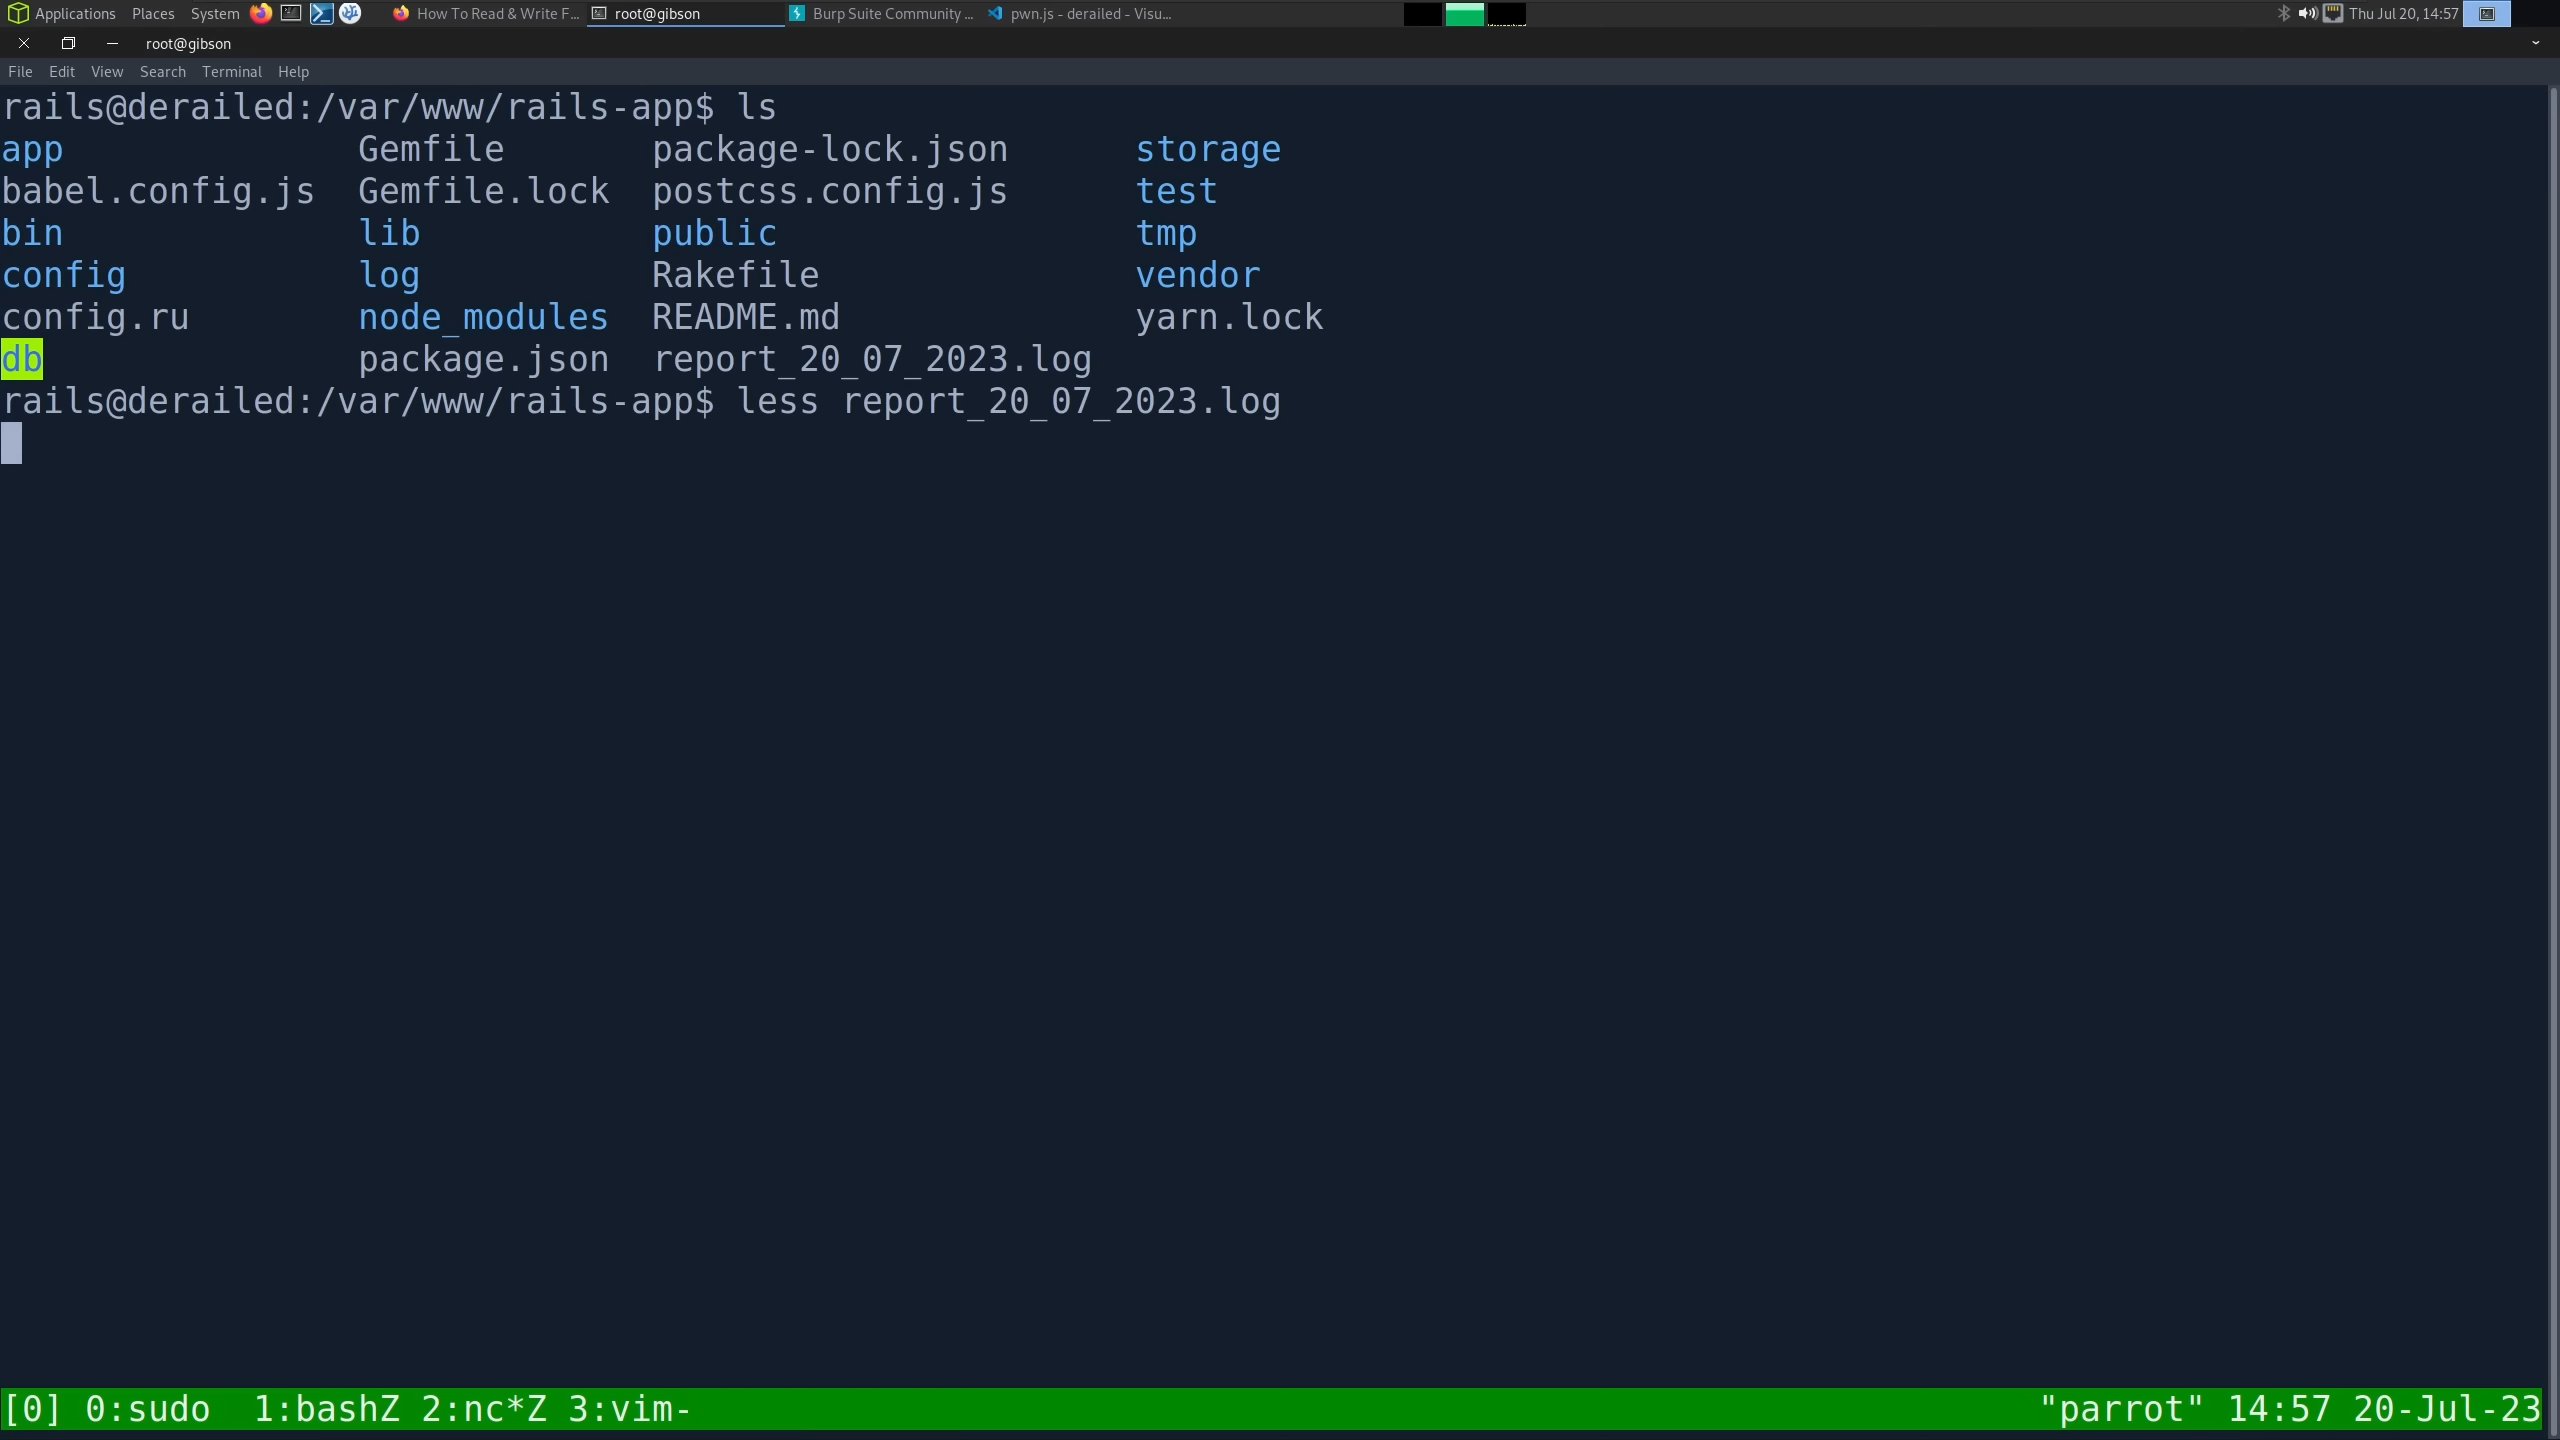 Applications Places System How To Read & Write F... root@gibson Burp Suite Community ... pwn.js - derailed - Visu... Thu Jul 20, 14:57
root@gibson
File Edit View Search Terminal Help
rails@derailed:/var/www/rails-app$ ls
app Gemfile package-lock.json storage
babel.config.js Gemfile.lock postcss.config.js test
bin lib public tmp
config log Rakefile vendor
config.ru node_modules README.md yarn.lock
db package.json report_20_07_2023.log
rails@derailed:/var/www/rails-app$ less report_20_07_2023.log
[0] 0:sudo 1:bashZ 2:nc*Z 3:vim- "parrot" 14:57 20-Jul-23